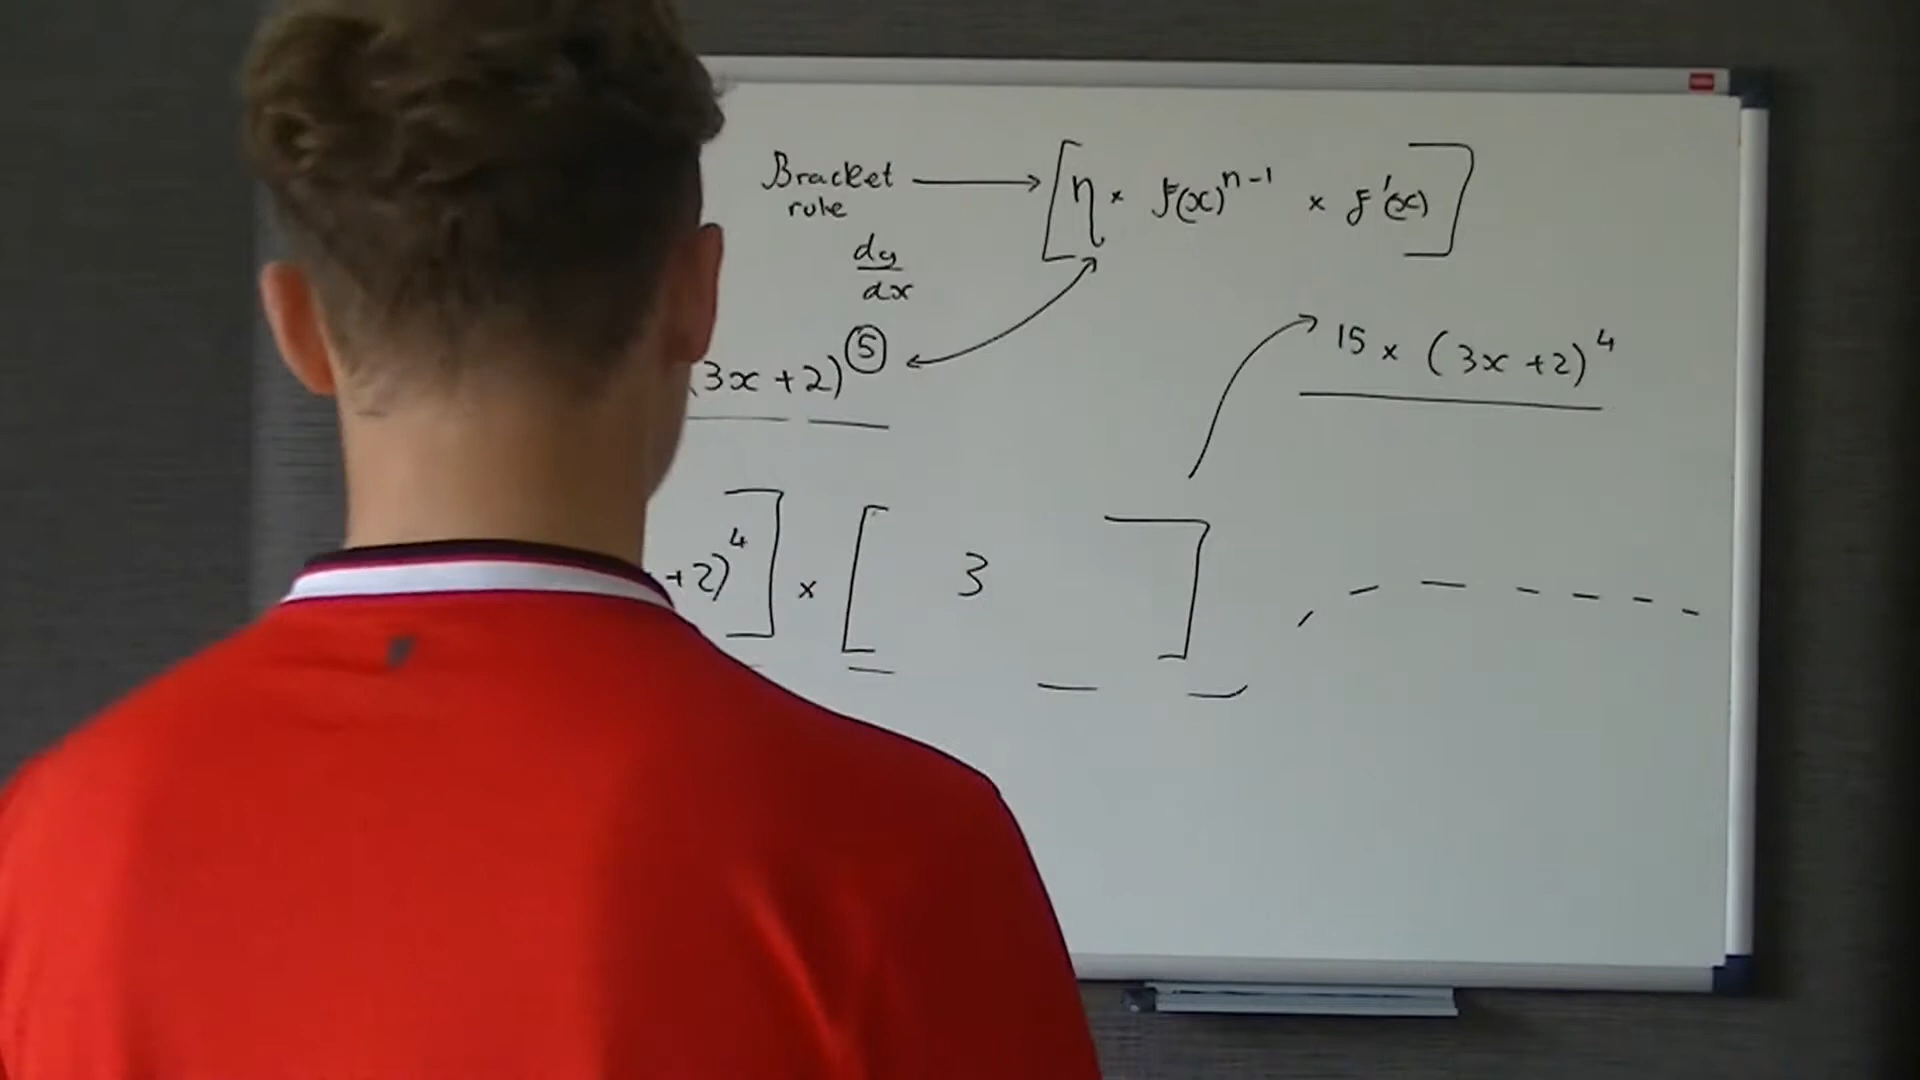 Bracket
rule
[n × f(x)^{n-1} × f'(x)]
dy
dx
(3x + 2)^5
15 × (3x + 2)^4
+ 2)^4] × [ 3 ]